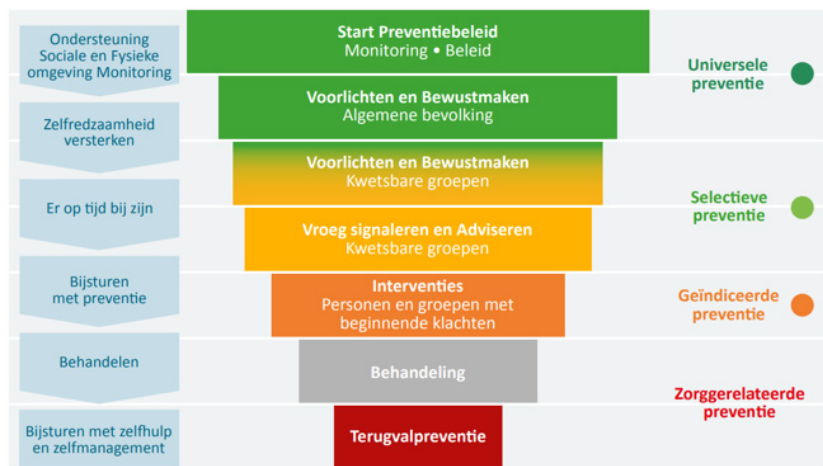 Ondersteuning
Sociale en Fysieke
omgeving Monitoring
Zelfredzaamheid
versterken
Er op tijd bij zijn
Bijsturen
met preventie
Behandelen
Bijsturen met zelfhulp
en zelfmanagement
Start Preventiebeleid
Monitoring • Beleid
Voorlichten en Bewustmaken
Algemene bevolking
Voorlichten en Bewustmaken
Kwetsbare groepen
Vroeg signaleren en Adviseren
Kwetsbare groepen
Interventies
Personen en groepen met
beginnende klachten
Behandeling
Terugvalpreventie
Universele
preventie
Selectieve
preventie
Geïndiceerde
preventie
Zorggerelateerde
preventie